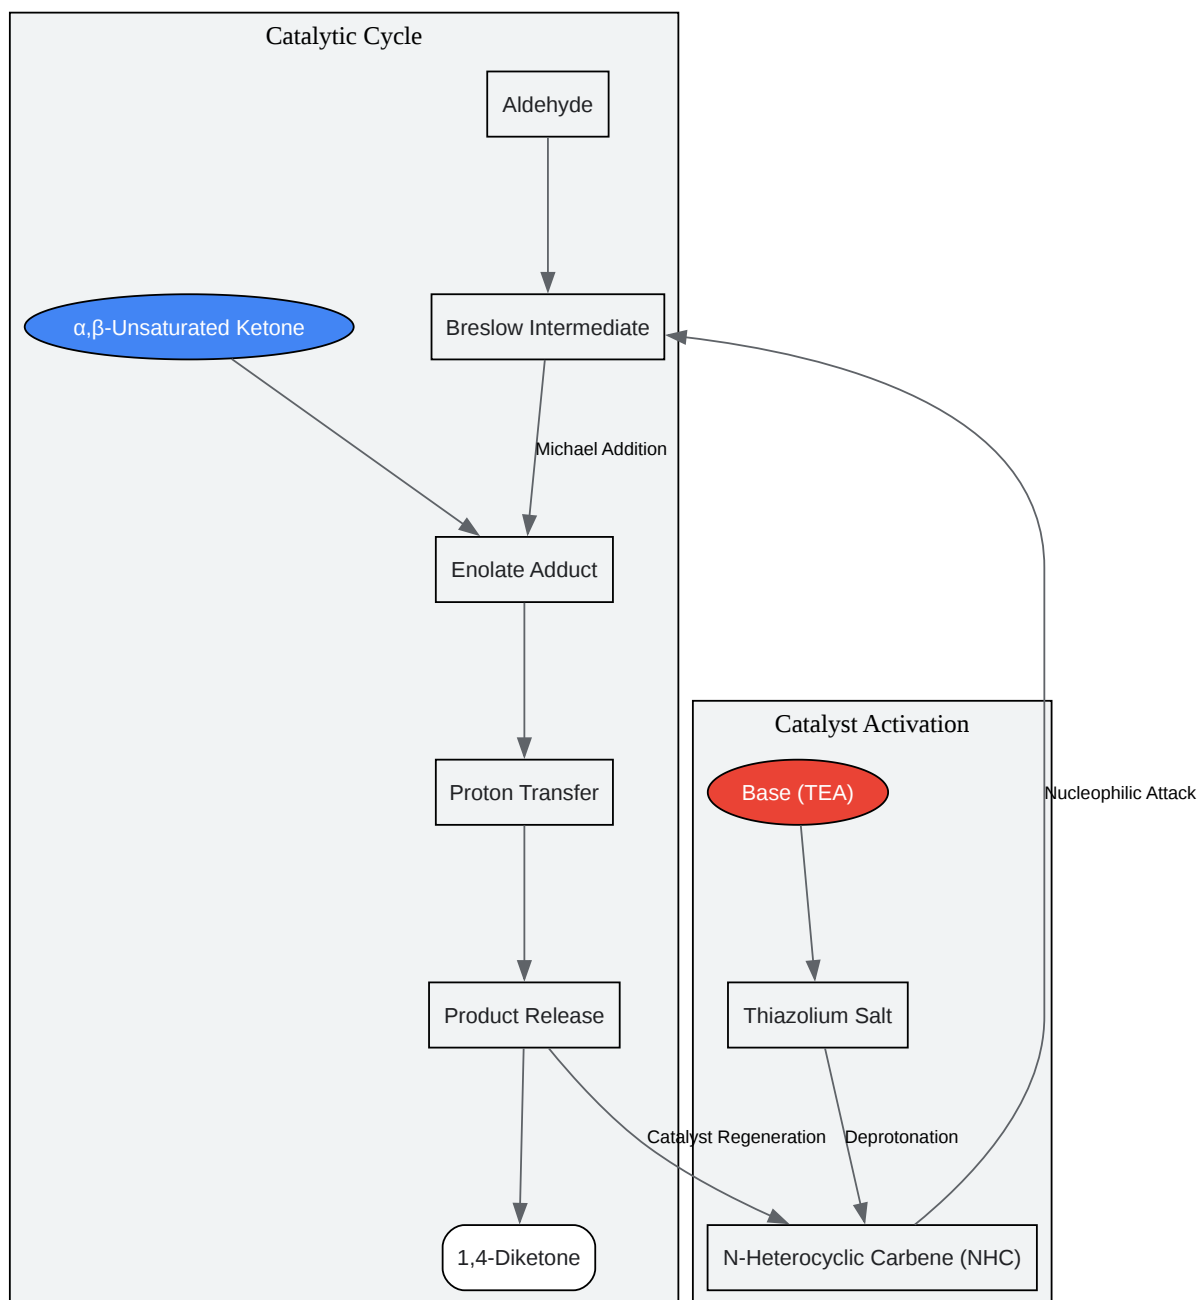 Catalytic Cycle
Aldehyde
α,β-Unsaturated Ketone
Breslow Intermediate
Michael Addition
Enolate Adduct
Catalyst Activation
Proton Transfer
Base (TEA)
Nucleophilic Attack
Product Release
Thiazolium Salt
Catalyst Regeneration
Deprotonation
1,4-Diketone
N-Heterocyclic Carbene (NHC)